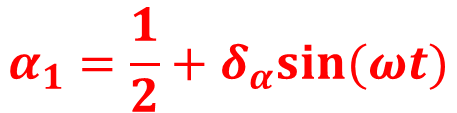 α₁ = 1/2 + δ_α sin(ωt)